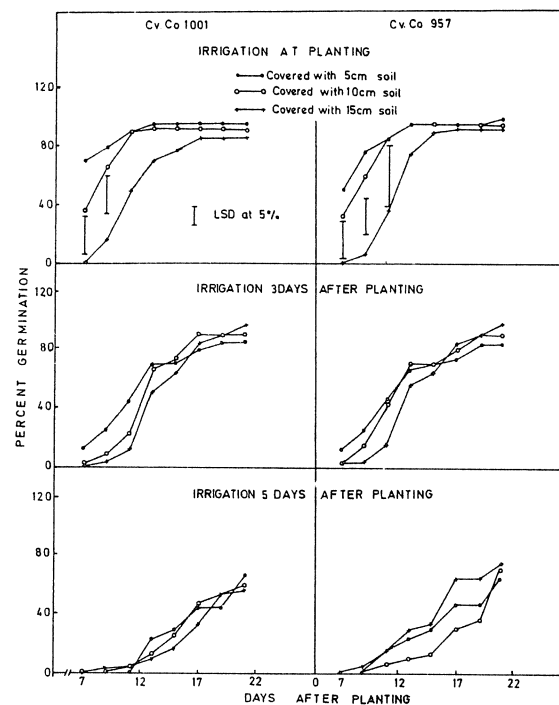 Cv. Co 1001 Cv. Co 957
IRRIGATION AT PLANTING
Covered with 5cm soil
Covered with 10cm soil
Covered with 15cm soil
120
80
40
0
LSD at 5%
IRRIGATION 3DAYS AFTER PLANTING
120
80
40
0
IRRIGATION 5 DAYS AFTER PLANTING
120
80
40
0
PERCENT GERMINATION
7 12 17 22 0 7 12 17 22
DAYS AFTER PLANTING